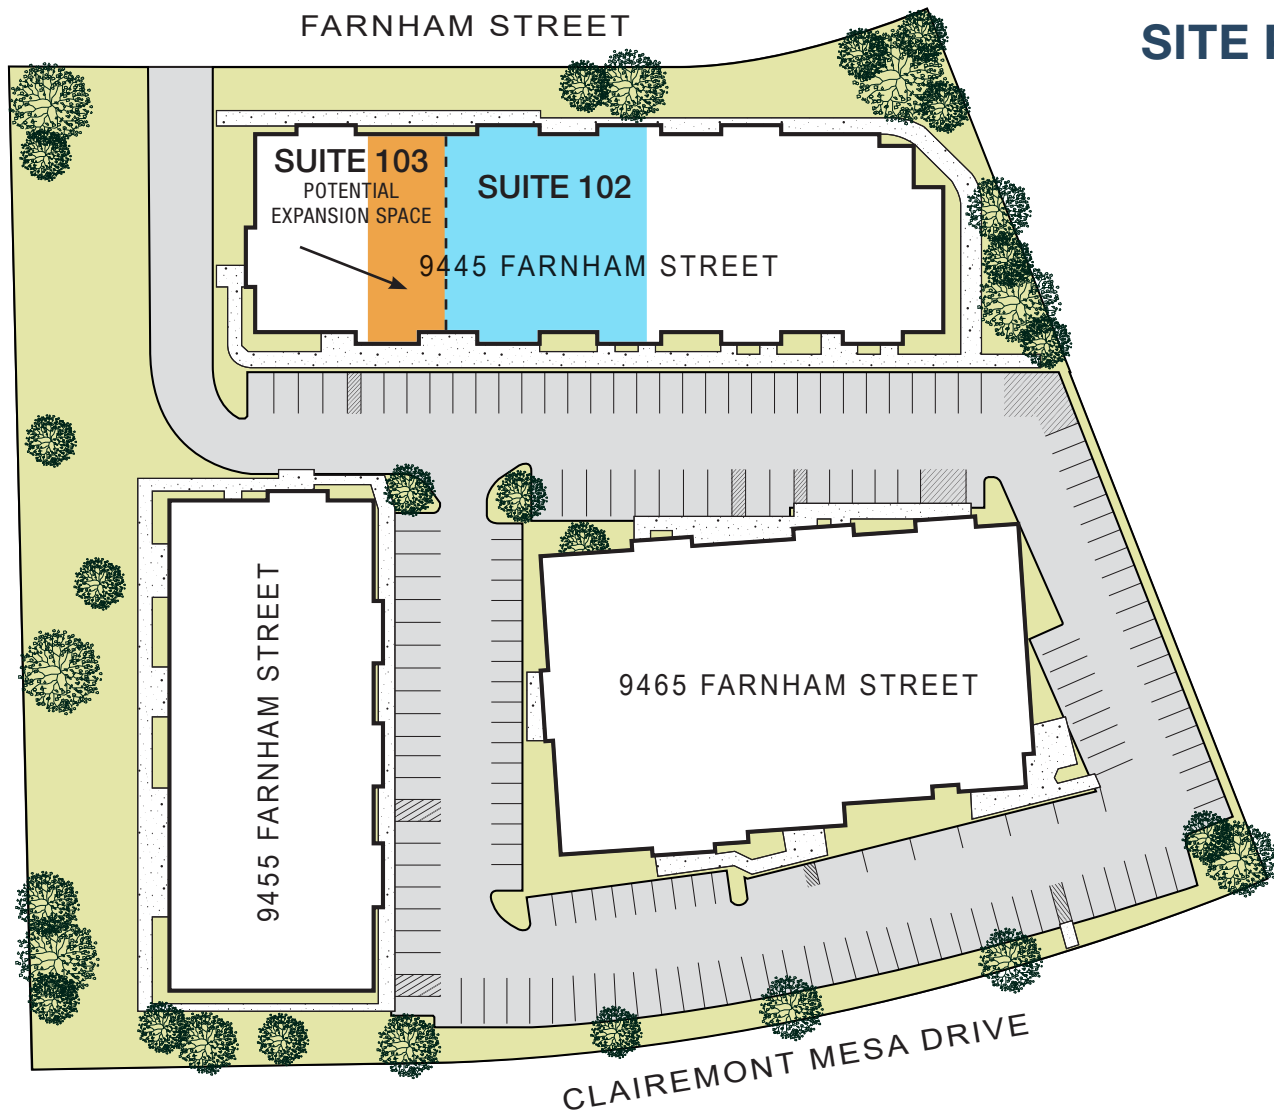 FARNHAM STREET
SITE
SUITE 103
POTENTIAL
EXPANSION SPACE
SUITE 102
9445 FARNHAM STREET
9455 FARNHAM STREET
9465 FARNHAM STREET
CLAIREMONT MESA DRIVE